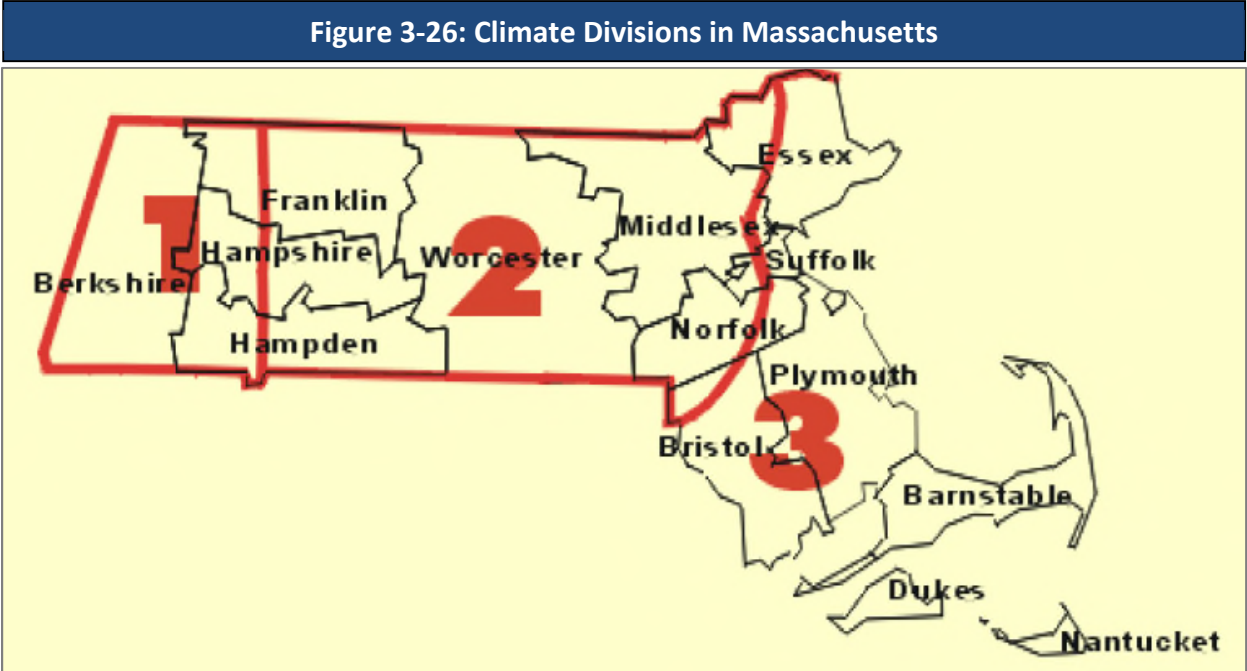 Figure 3-26: Climate Divisions in Massachusetts
Essex
Franklin
1
Middlesex
Hampshire
2
Worcester
Suffolk
Berkshire
Norfolk
Hampden
Plymouth
3
Bristol
Barnstable
Dukes
Nantucket